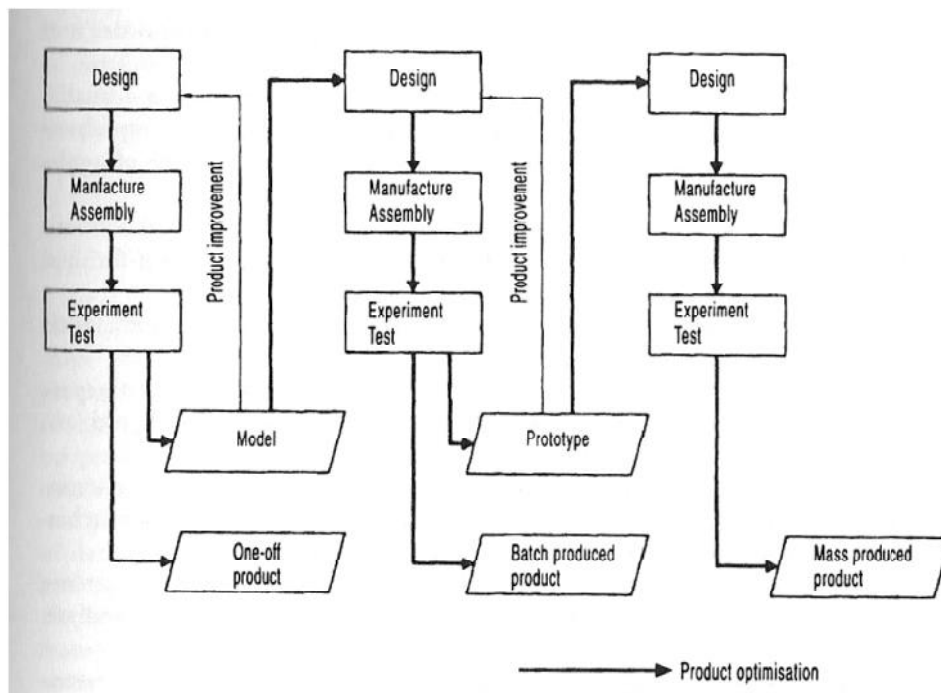 Design
Manfacture
Assembly
Experiment
Test
Product improvement
Model
One-off
product
Design
Manufacture
Assembly
Experiment
Test
Product improvement
Prototype
Batch produced
product
Design
Manufacture
Assembly
Experiment
Test
Mass produced
product
Product optimisation